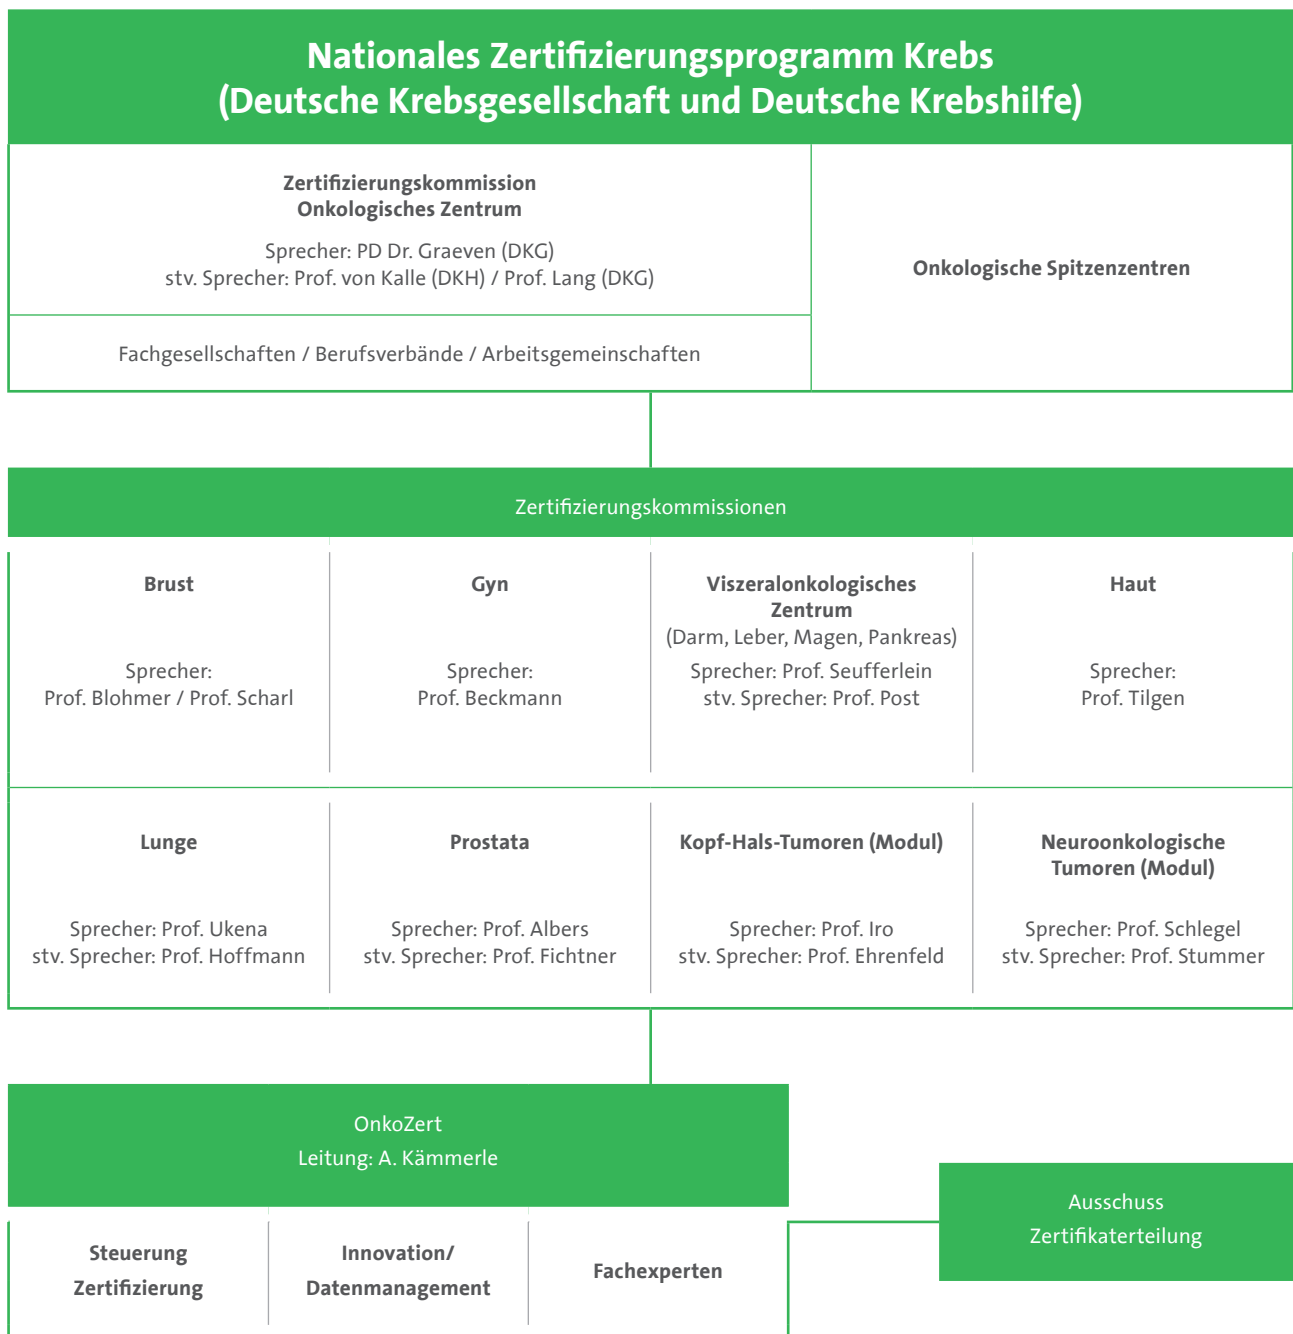 Nationales Zertifizierungsprogramm Krebs
(Deutsche Krebsgesellschaft und Deutsche Krebshilfe)
Zertifizierungskommission
Onkologisches Zentrum
Sprecher: PD Dr. Graeven (DKG)
stv. Sprecher: Prof. von Kalle (DKH) / Prof. Lang (DKG)
Fachgesellschaften / Berufsverbände / Arbeitsgemeinschaften
Onkologische Spitzenzentren
Zertifizierungskommissionen
Brust
Sprecher:
Prof. Blohmer / Prof. Scharl
Gyn
Sprecher:
Prof. Beckmann
Viszeralonkologisches
Zentrum
(Darm, Leber, Magen, Pankreas)
Sprecher: Prof. Seufferlein
stv. Sprecher: Prof. Post
Haut
Sprecher:
Prof. Tilgen
Lunge
Sprecher: Prof. Ukena
stv. Sprecher: Prof. Hoffmann
Prostata
Sprecher: Prof. Albers
stv. Sprecher: Prof. Fichtner
Kopf-Hals-Tumoren (Modul)
Sprecher: Prof. Iro
stv. Sprecher: Prof. Ehrenfeld
Neuroonkologische
Tumoren (Modul)
Sprecher: Prof. Schlegel
stv. Sprecher: Prof. Stummer
OnkoZert
Leitung: A. Kämmerle
Steuerung
Zertifizierung
Innovation/
Datenmanagement
Fachexperten
Ausschuss
Zertifikaterteilung